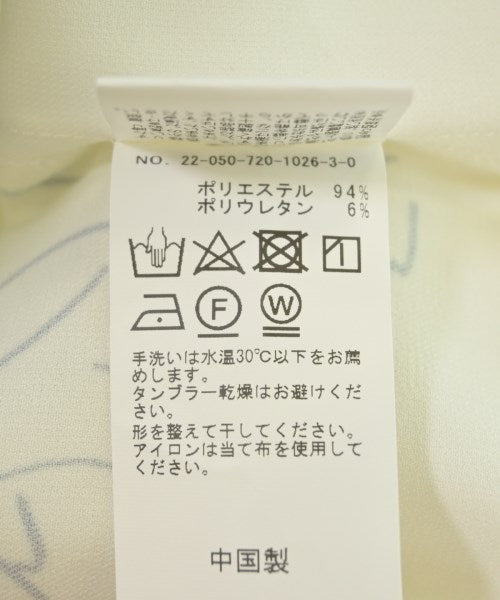 NO. 22-050-720-1026-3-0
ポリエステル 94%
ポリウレタン 6%
F
W
手洗いは水温30℃以下をお薦
めします。
タンブラー乾燥はお避けくだ
さい。
形を整えて干してください。
アイロンは当て布を使用して
ください。
中国製